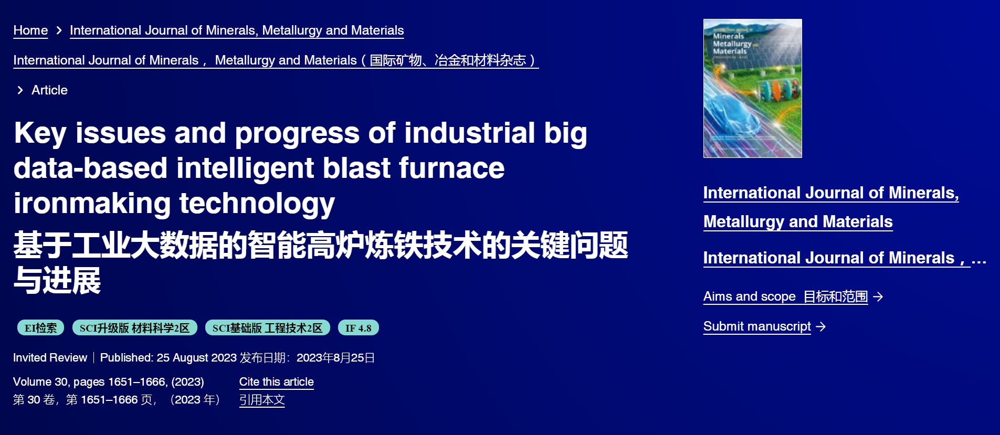 Home > International Journal of Minerals, Metallurgy and Materials
International Journal of Minerals， Metallurgy and Materials（国际矿物、冶金和材料杂志）
> Article
Key issues and progress of industrial big
data-based intelligent blast furnace
ironmaking technology
基于工业大数据的智能高炉炼铁技术的关键问题
与进展
EI检索 SCI升级版 材料科学2区 SCI基础版 工程技术2区 IF 4.8
Invited Review | Published: 25 August 2023 发布日期：2023年8月25日
Volume 30, pages 1651–1666, (2023) Cite this article
第 30 卷，第 1651–1666 页，（2023 年） 引用本文
Minerals
Metallurgy
Materials
International Journal of Minerals,
Metallurgy and Materials
International Journal of Minerals，…
Aims and scope 目标和范围 →
Submit manuscript →